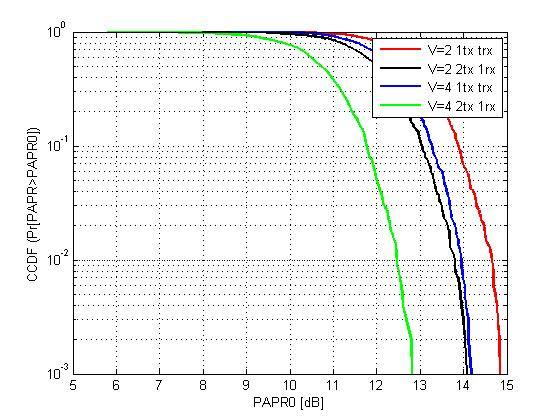 10^0
V=2 1tx trx
V=2 2tx 1rx
V=4 1tx trx
V=4 2tx 1rx
10^-1
CCDF (Pr[PAPR>PAPR0])
10^-2
10^-3
5 6 7 8 9 10 11 12 13 14 15
PAPR0 [dB]